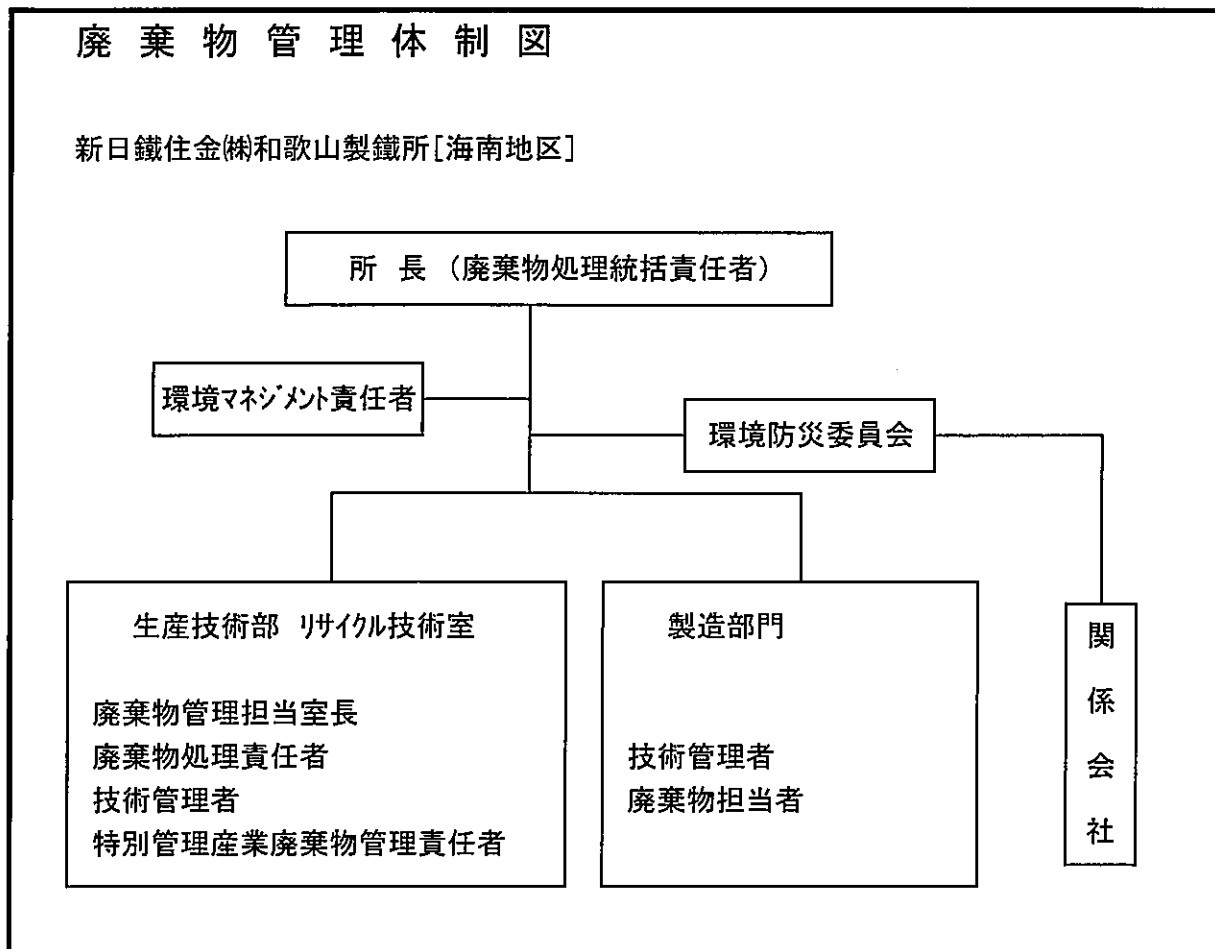 廃棄物管理体制図
新日鐵住金㈱和歌山製鐵所[海南地区]
所長（廃棄物処理統括責任者）
環境マネジメント責任者
環境防災委員会
生産技術部 リサイクル技術室
廃棄物管理担当室長
廃棄物処理責任者
技術管理者
特別管理産業廃棄物管理責任者
製造部門
技術管理者
廃棄物担当者
関係会社